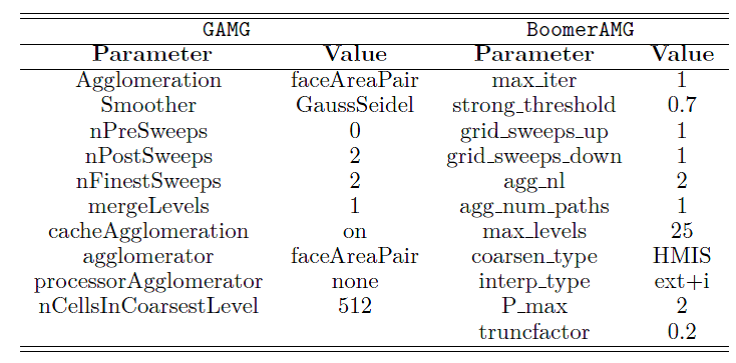 GAMG BoomerAMG
Parameter Value Parameter Value
Agglomeration faceAreaPair max_iter 1
Smoother GaussSeidel strong_threshold 0.7
nPreSweeps 0 grid_sweeps_up 1
nPostSweeps 2 grid_sweeps_down 1
nFinestSweeps 2 agg_nl 2
mergeLevels 1 agg_num_paths 1
cacheAgglomeration on max_levels 25
agglomerator faceAreaPair coarsen_type HMIS
processorAgglomerator none interp_type ext+i
nCellsInCoarsestLevel 512 P_max 2
truncfactor 0.2